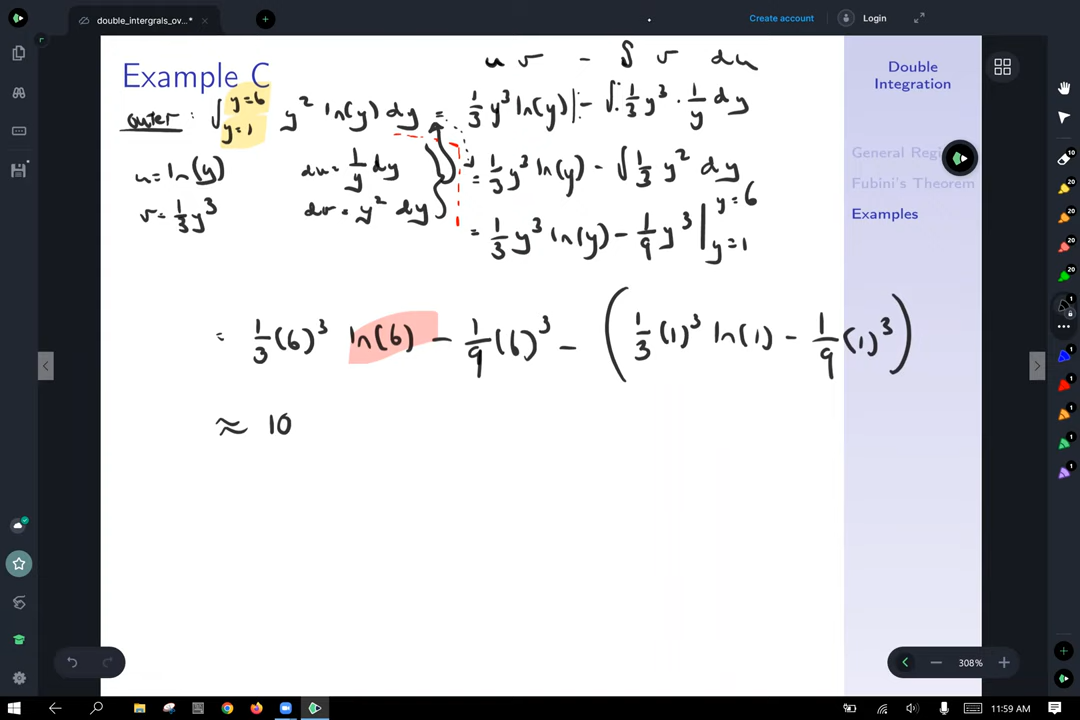 double_intergrals_ov...*
Create account
Login
Example C
u v - ∫ v du
Double
Integration
General Reg
Fubini's Theorem
Examples
outer : ∫ y=6 y=1 y² ln(y) dy = 1/3 y³ ln(y) | - ∫ 1/3 y³ · 1/y dy
u = ln(y) du = 1/y dy
v = 1/3 y³ dv = y² dy
= 1/3 y³ ln(y) - ∫ 1/3 y² dy
= 1/3 y³ ln(y) - 1/9 y³ | y=6 y=1
= 1/3 (6)³ ln(6) - 1/9 (6)³ - ( 1/3 (1)³ ln(1) - 1/9 (1)³ )
≈ 10
308%
11:59 AM